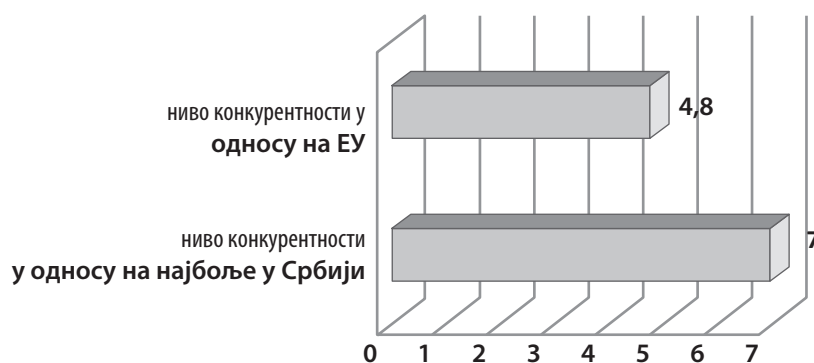 ниво конкурентности у
односу на ЕУ
4,8
ниво конкурентности
у односу на најбоље у Србији
7
0 1 2 3 4 5 6 7